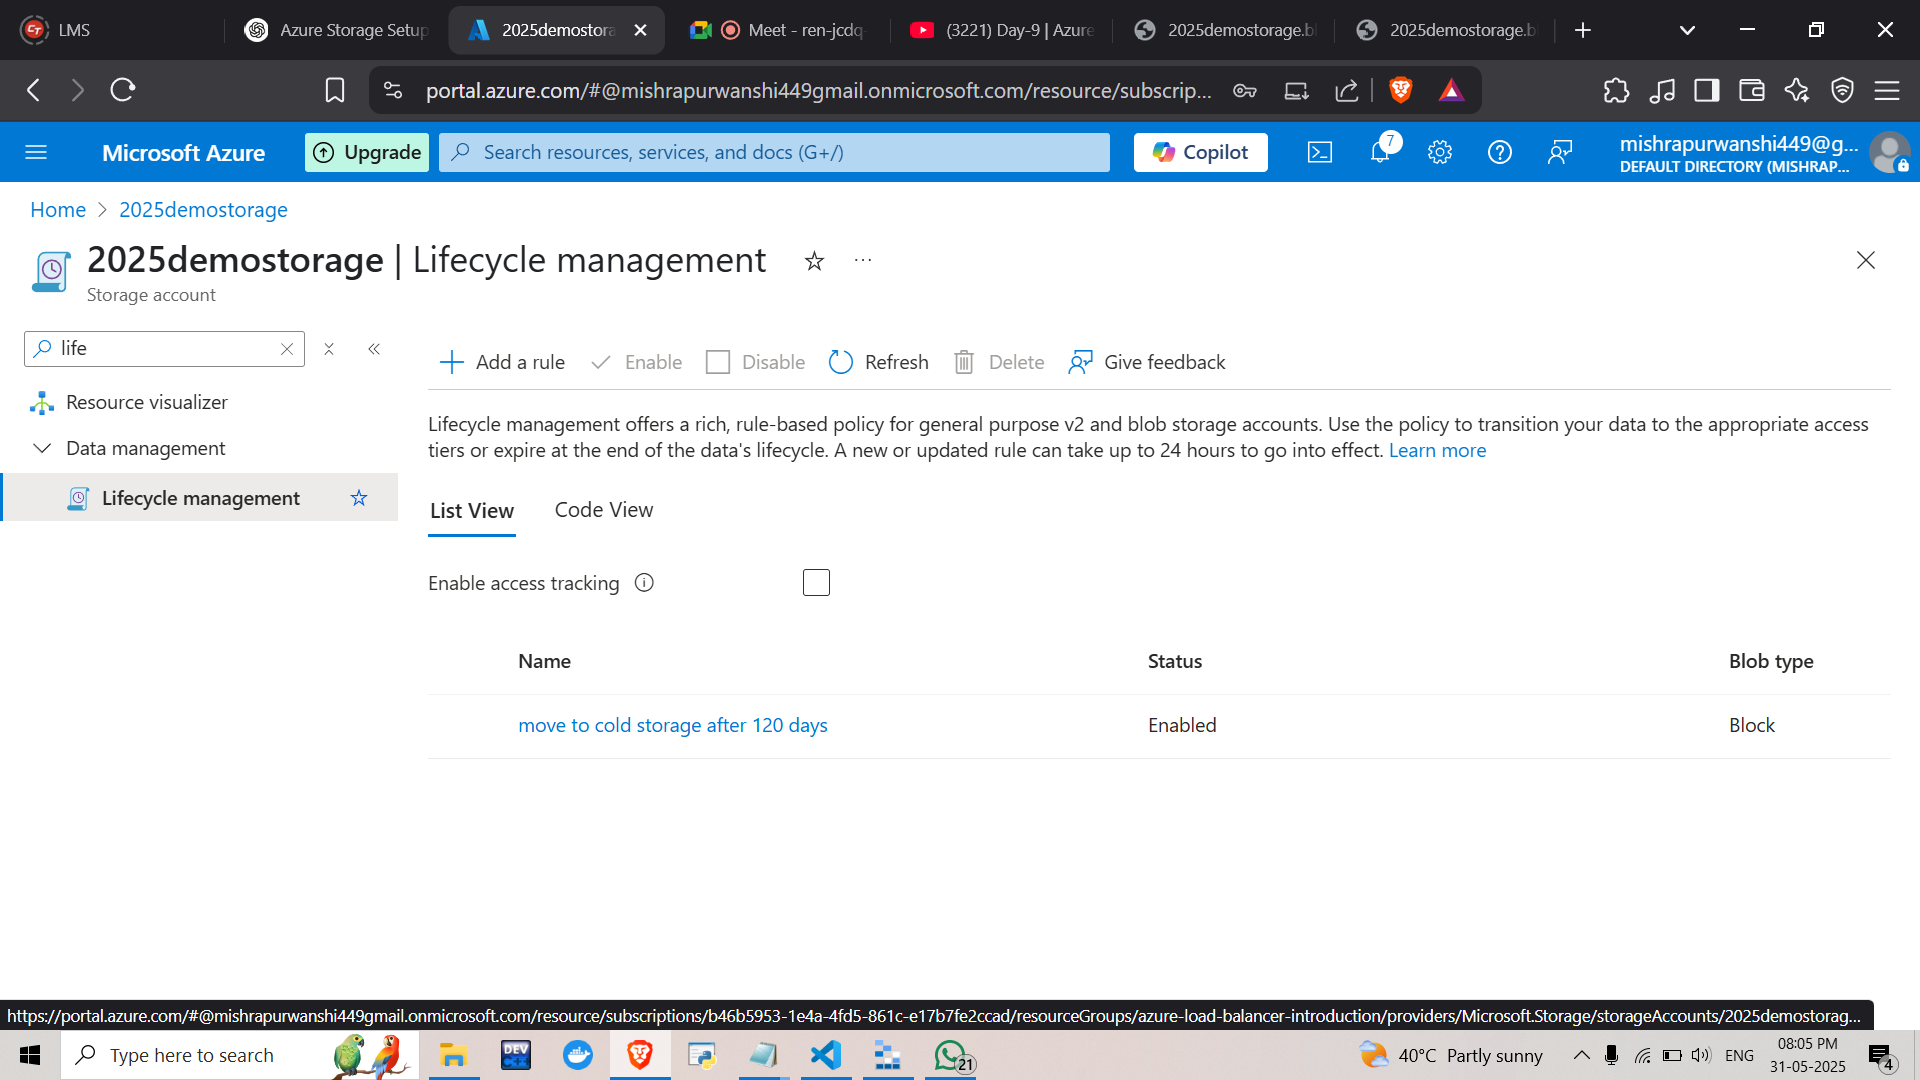 LMS
Azure Storage Setup
2025demostora
Meet - ren-jcdq
(3221) Day-9 | Azure
2025demostorage.bl
2025demostorage.b
portal.azure.com/#@mishrapurwanshi449gmail.onmicrosoft.com/resource/subscrip...
Microsoft Azure
Upgrade
Search resources, services, and docs (G+/)
Copilot
7
mishrapurwanshi449@g...
DEFAULT DIRECTORY (MISHRAP...
Home > 2025demostorage
2025demostorage | Lifecycle management
Storage account
life
Add a rule
Enable
Disable
Refresh
Delete
Give feedback
Resource visualizer
Data management
Lifecycle management
Lifecycle management offers a rich, rule-based policy for general purpose v2 and blob storage accounts. Use the policy to transition your data to the appropriate access
tiers or expire at the end of the data's lifecycle. A new or updated rule can take up to 24 hours to go into effect. Learn more
List View
Code View
Enable access tracking
Name Status Blob type
move to cold storage after 120 days Enabled Block
https://portal.azure.com/#@mishrapurwanshi449gmail.onmicrosoft.com/resource/subscriptions/b46b5953-1e4a-4fd5-861c-e17b7fe2ccad/resourceGroups/azure-load-balancer-introduction/providers/Microsoft.Storage/storageAccounts/2025demostorag...
Type here to search
DEV
21
40°C Partly sunny
ENG
08:05 PM
31-05-2025
4